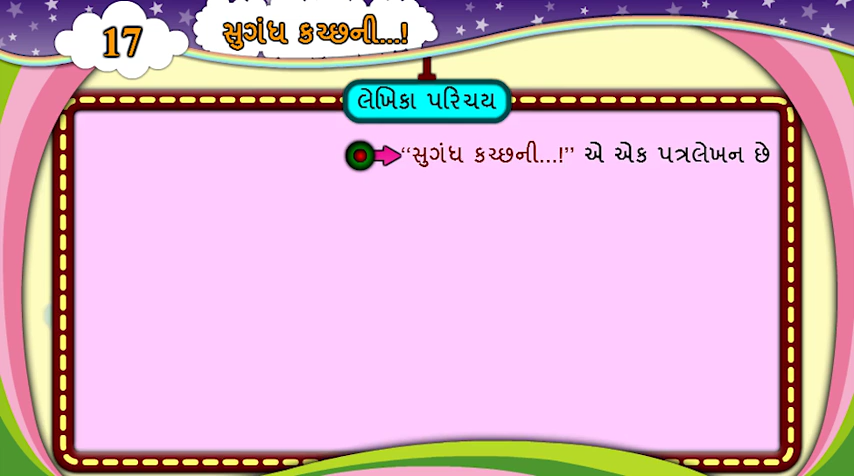 17
સુગંધ કચ્છની...!
લેખિકા પરિચય
“સુગંધ કચ્છની...!” એ એક પત્રલેખન છે